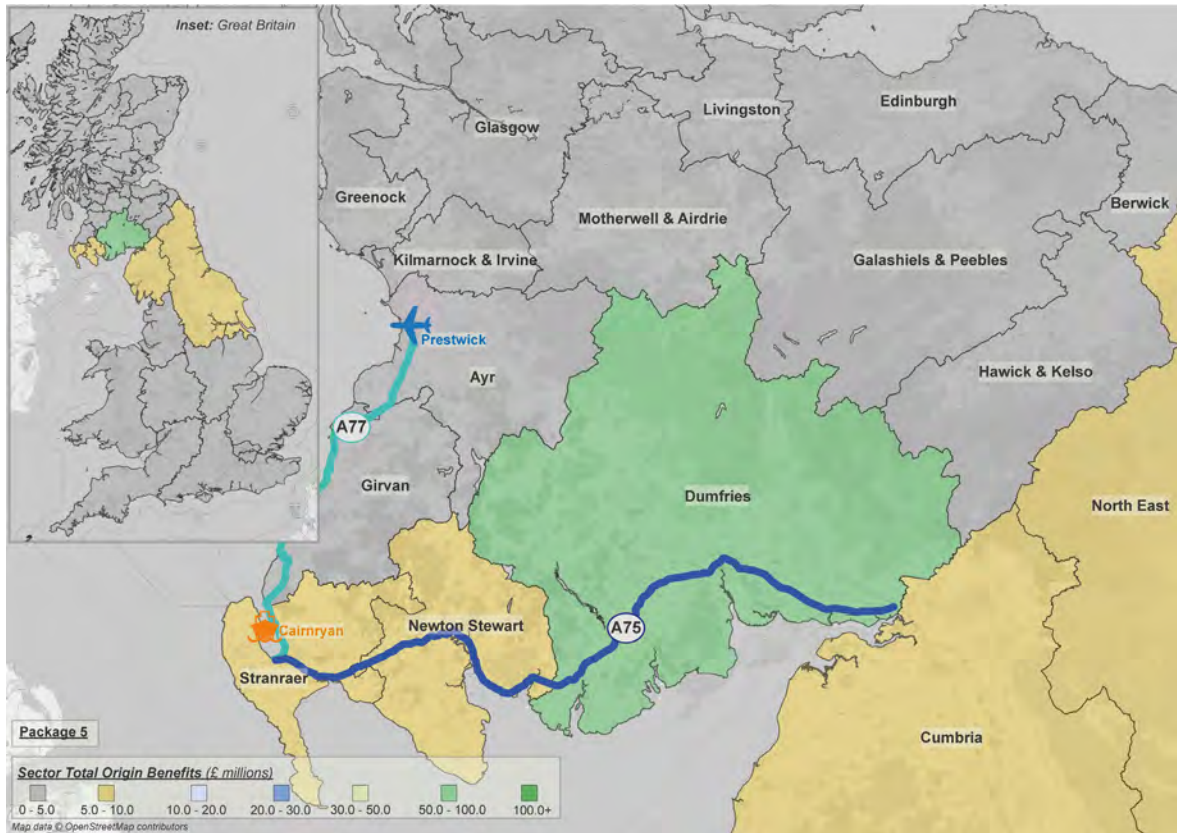 Inset: Great Britain
Livingston
Edinburgh
Glasgow
Greenock
Berwick
Motherwell & Airdrie
Kilmarnock & Irvine
Galashiels & Peebles
Prestwick
Ayr
Hawick & Kelso
A77
Girvan
Dumfries
North East
Cairnryan
Newton Stewart
A75
Stranraer
Cumbria
Package 5
Sector Total Origin Benefits (£ millions)
0 - 5.0 5.0 - 10.0 10.0 - 20.0 20.0 - 30.0 30.0 - 50.0 50.0 - 100.0 100.0+
Map data © OpenStreetMap contributors